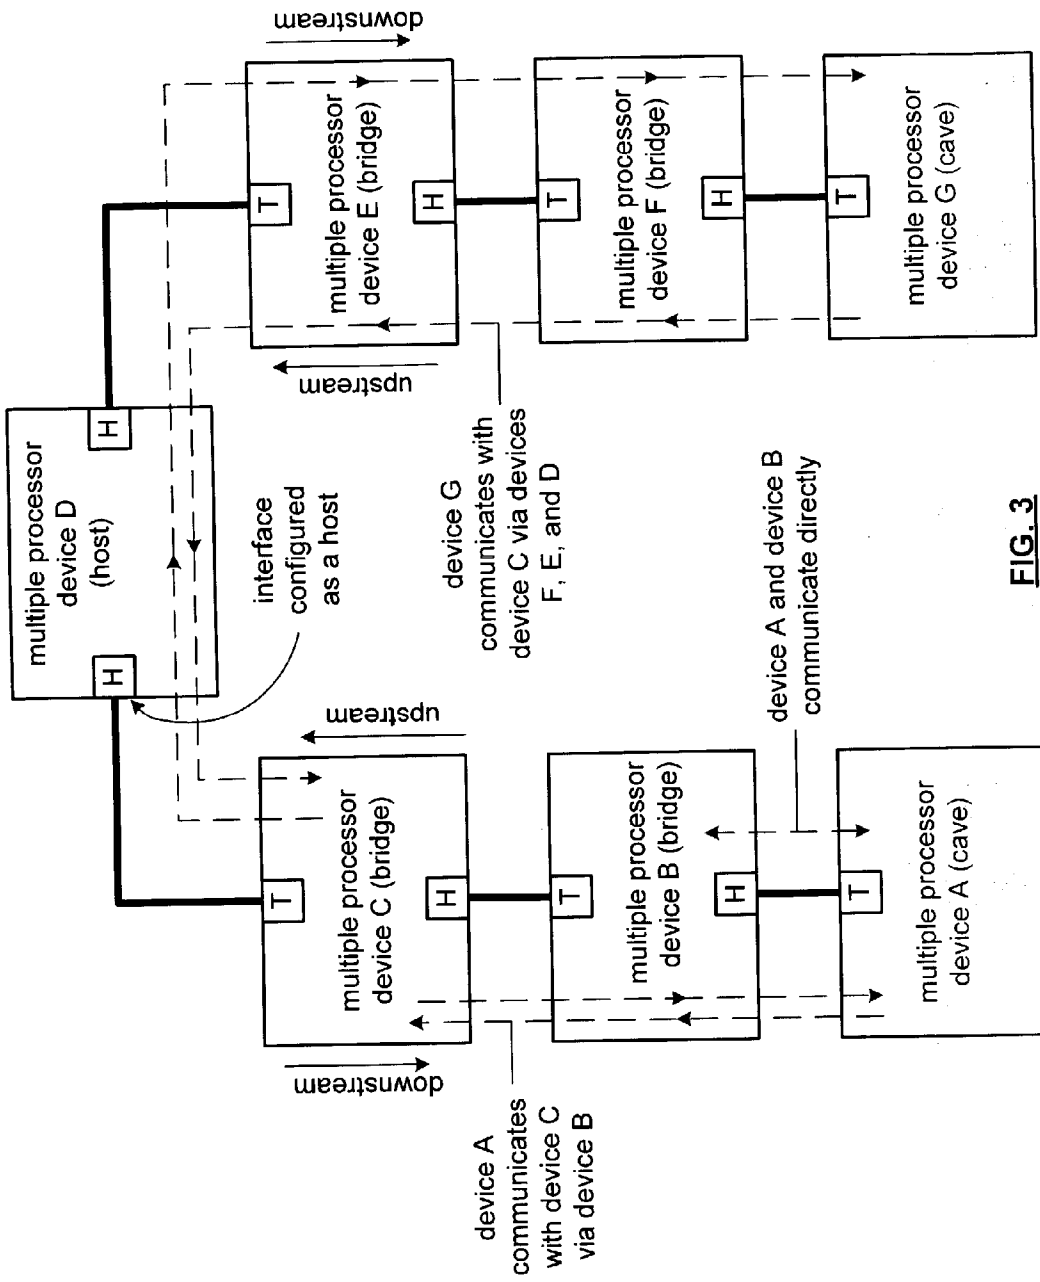 multiple processor
device D
(host)
H
H
interface
configured
as a host
T
multiple processor
device C (bridge)
H
downstream
upstream
T
multiple processor
device E (bridge)
H
downstream
upstream
device A
communicates
with device C
via device B
device G
communicates with
device C via devices
F, E, and D
T
multiple processor
device B (bridge)
H
T
multiple processor
device F (bridge)
H
device A and device B
communicate directly
T
multiple processor
device A (cave)
T
multiple processor
device G (cave)
FIG. 3